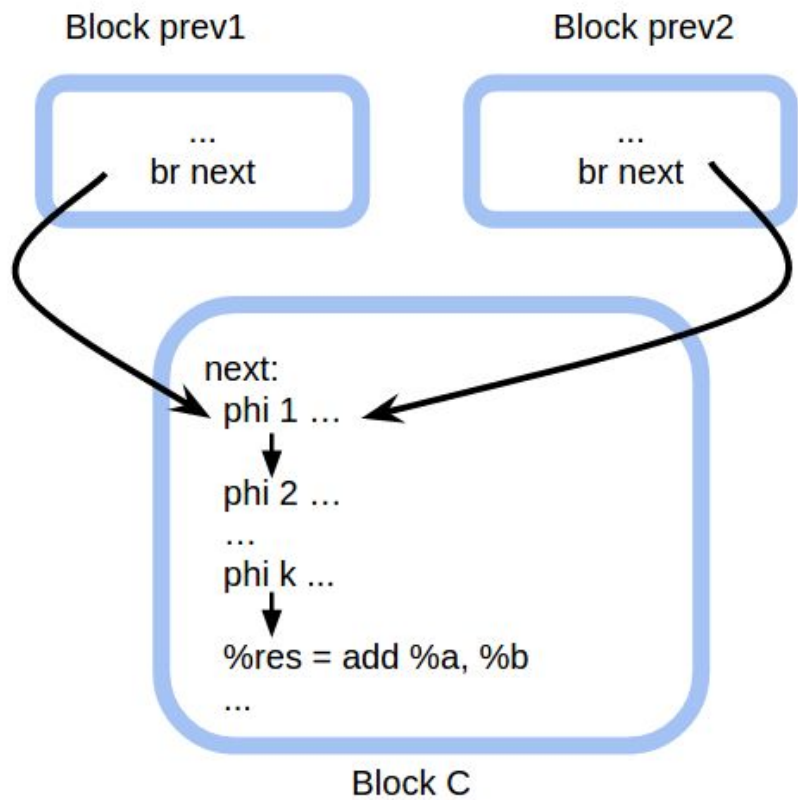 Block prev1
Block prev2
...
br next
...
br next
next:
phi 1 ...
phi 2 ...
...
phi k ...
%res = add %a, %b
...
Block C